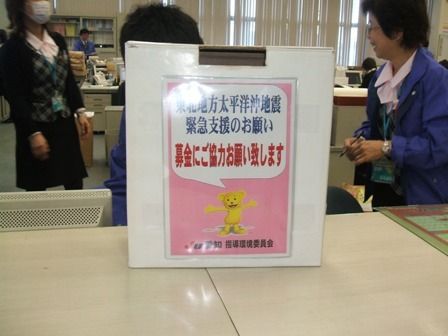 東北地方太平洋沖地震
緊急支援のお願い
募金にご協力お願い致します
愛知 指導環境委員会